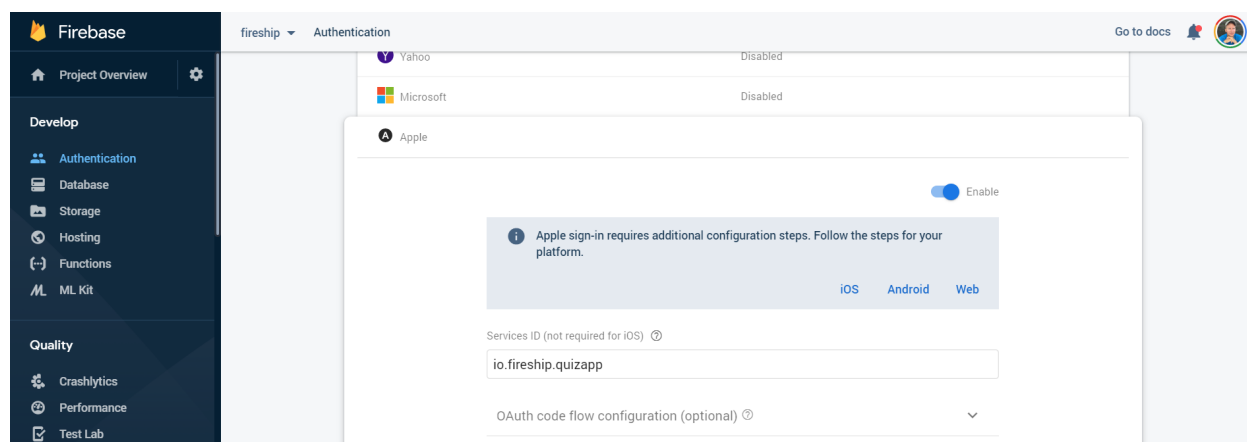 Firebase
fireship
Authentication
Go to docs
Project Overview
Develop
Authentication
Database
Storage
Hosting
Functions
ML Kit
Quality
Crashlytics
Performance
Test Lab
Yahoo
Disabled
Microsoft
Disabled
Apple
Enable
Apple sign-in requires additional configuration steps. Follow the steps for your
platform.
iOS
Android
Web
Services ID (not required for iOS)
io.fireship.quizapp
OAuth code flow configuration (optional)